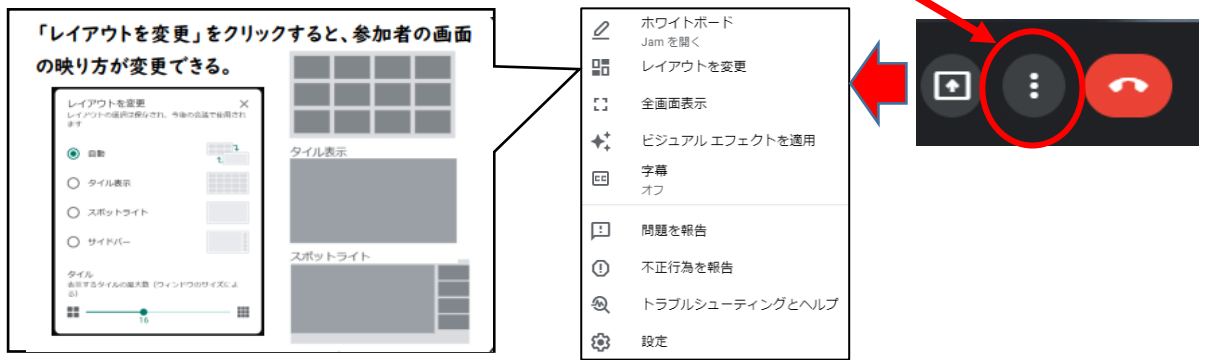 「レイアウトを変更」をクリックすると、参加者の画面
の映り方が変更できる。
レイアウトを変更
レイアウトの選択は保存され、今後の会議で使用され
ます
自動
タイル表示
スポットライト
サイドバー
タイル
表示するタイルの最大数（ウィンドウのサイズによ
る）
16
タイル表示
スポットライト
ホワイトボード
Jam を開く
レイアウトを変更
全画面表示
ビジュアル エフェクトを適用
字幕
オフ
問題を報告
不正行為を報告
トラブルシューティングとヘルプ
設定